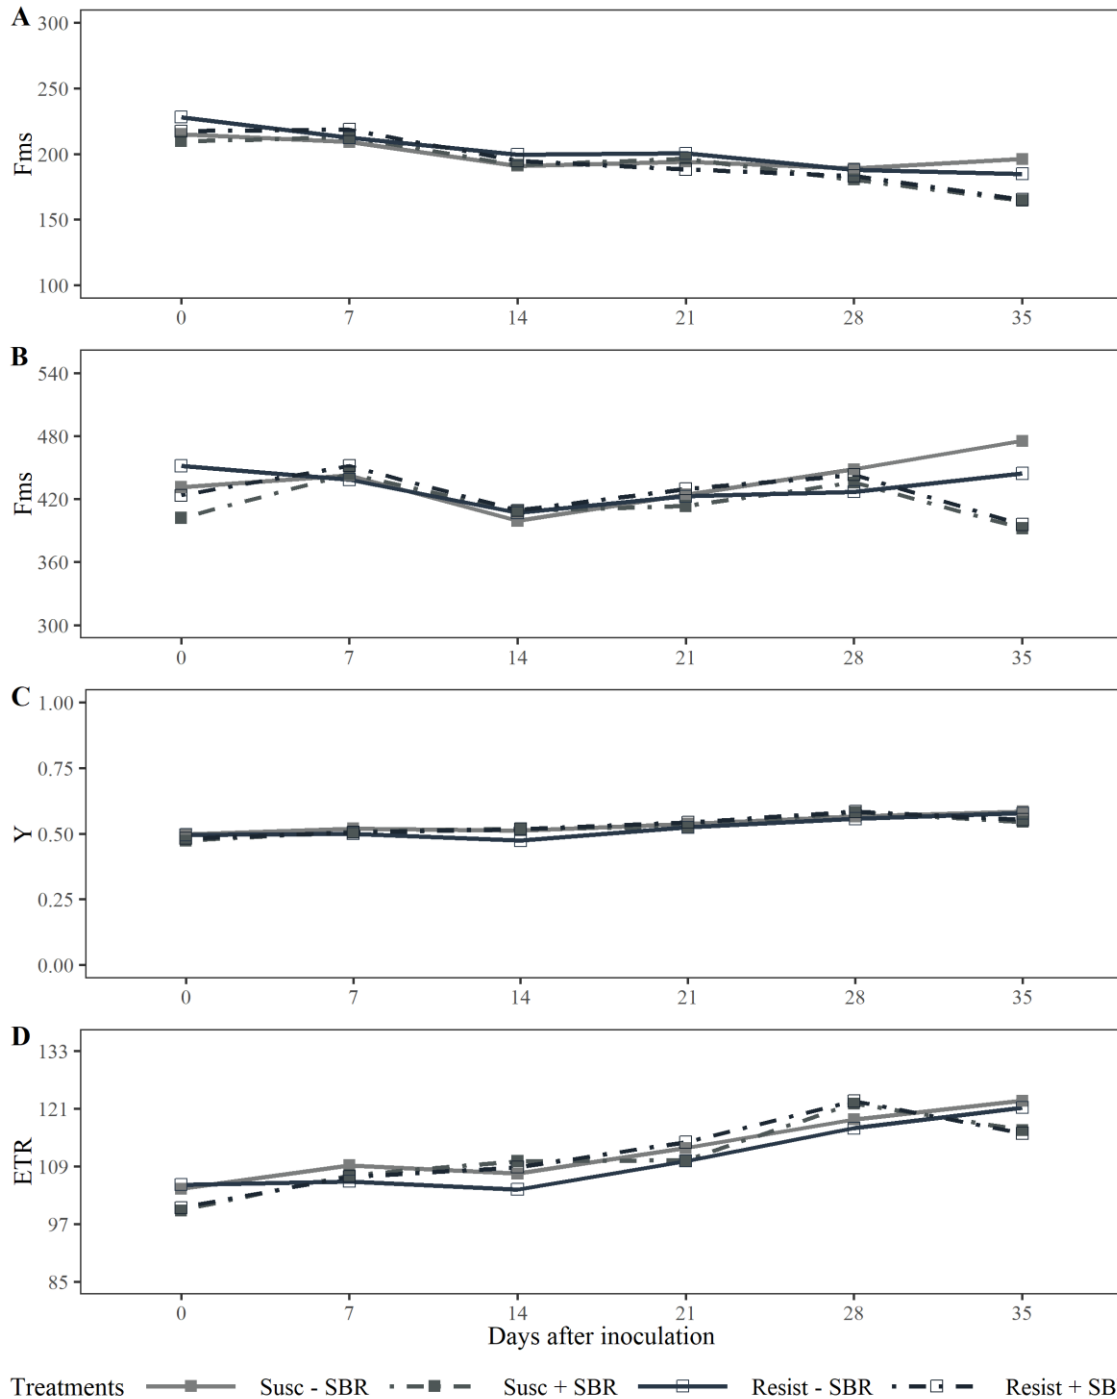 A
300
250
200
150
100
Fms
0 7 14 21 28 35
B
540
480
420
360
300
Fms
0 7 14 21 28 35
C
1.00
0.75
0.50
0.25
0.00
Y
0 7 14 21 28 35
D
133
121
109
97
85
ETR
0 7 14 21 28 35
Days after inoculation
Treatments Susc - SBR Susc + SBR Resist - SBR Resist + SB